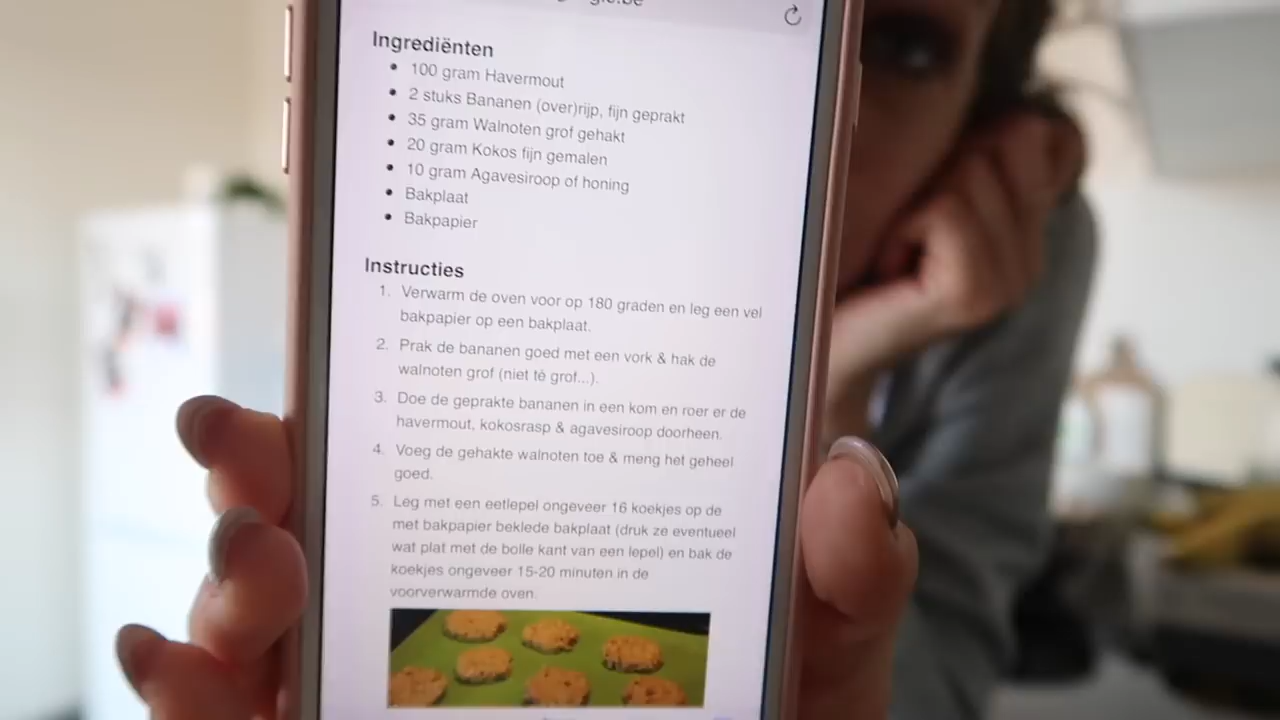 Ingrediënten
• 100 gram Havermout
• 2 stuks Bananen (over)rijp, fijn geprakt
• 35 gram Walnoten grof gehakt
• 20 gram Kokos fijn gemalen
• 10 gram Agavesiroop of honing
• Bakplaat
• Bakpapier
Instructies
1. Verwarm de oven voor op 180 graden en leg een vel
bakpapier op een bakplaat.
2. Prak de bananen goed met een vork & hak de
walnoten grof (niet té grof...).
3. Doe de geprakte bananen in een kom en roer er de
havermout, kokosrasp & agavesiroop doorheen.
4. Voeg de gehakte walnoten toe & meng het geheel
goed.
5. Leg met een eetlepel ongeveer 16 koekjes op de
met bakpapier beklede bakplaat (druk ze eventueel
wat plat met de bolle kant van een lepel) en bak de
koekjes ongeveer 15-20 minuten in de
voorverwarmde oven.